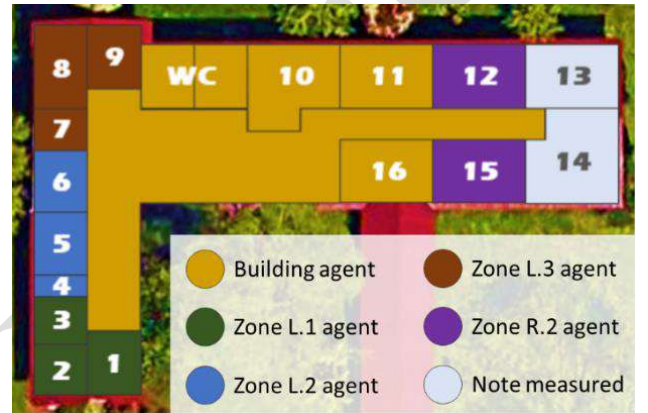 8 9 WC 10 11 12 13
7
6 16 15 14
5
4
3
2 1
Building agent Zone L.3 agent
Zone L.1 agent Zone R.2 agent
Zone L.2 agent Note measured